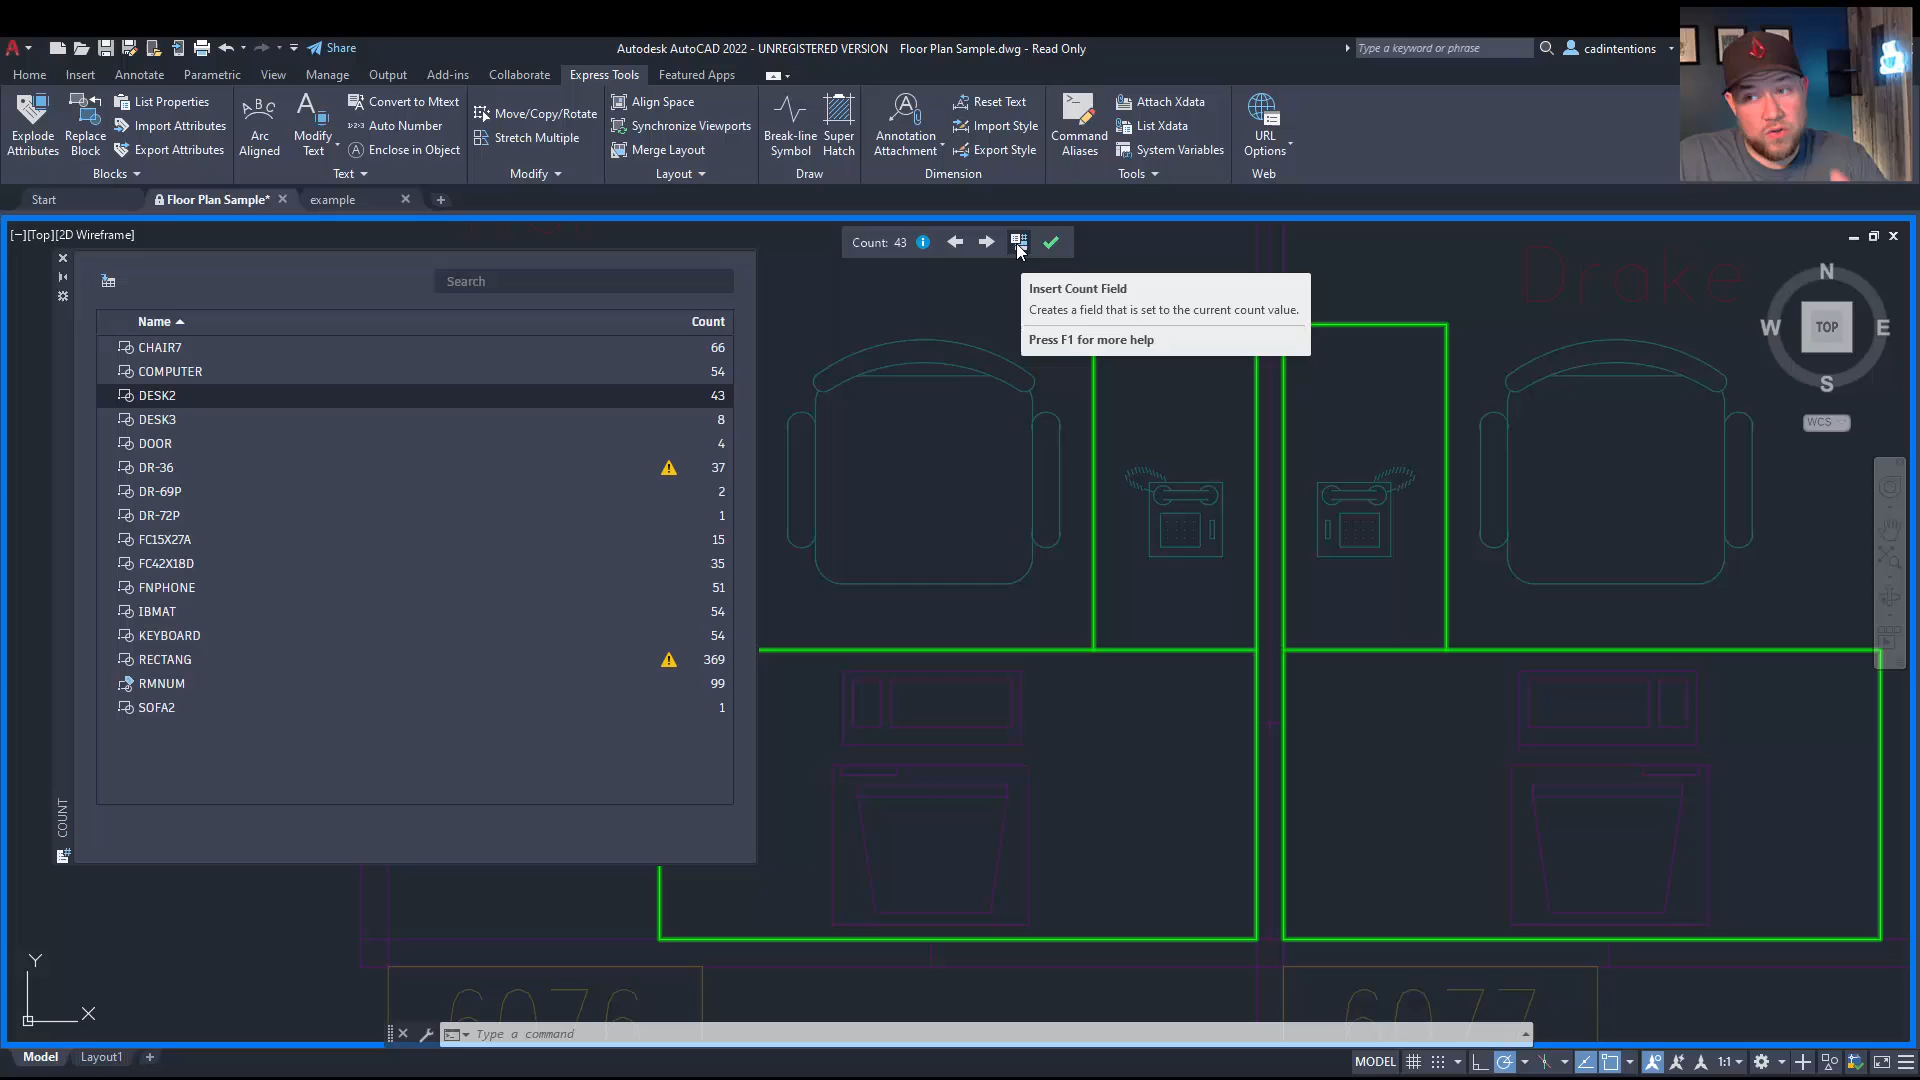 Share
Autodesk AutoCAD 2022 - UNREGISTERED VERSION Floor Plan Sample.dwg - Read Only
Type a keyword or phrase
cadintentions
Home Insert Annotate Parametric View Manage Output Add-ins Collaborate Express Tools Featured Apps
Explode Attributes
Replace Block
List Properties
Import Attributes
Export Attributes
Blocks
ABC
Arc Aligned
Modify Text
Convert to Mtext
Auto Number
Enclose in Object
Text
Move/Copy/Rotate
Stretch Multiple
Modify
Align Space
Synchronize Viewports
Merge Layout
Layout
Break-line Symbol
Super Hatch
Draw
Annotation Attachment
Reset Text
Import Style
Export Style
Dimension
Command Aliases
Attach Xdata
List Xdata
System Variables
Tools
URL Options
Web
Start
Floor Plan Sample*
example
[−][Top][2D Wireframe]
Count: 43
Insert Count Field
Creates a field that is set to the current count value.
Press F1 for more help
Drake
N
W TOP E
S
WCS
Search
Name Count
CHAIR7 66
COMPUTER 54
DESK2 43
DESK3 8
DOOR 4
DR-36 37
DR-69P 2
DR-72P 1
FC15X27A 15
FC42X18D 35
FNPHONE 51
IBMAT 54
KEYBOARD 54
RECTANG 369
RMNUM 99
SOFA2 1
COUNT
Y
X
6076
6077
Type a command
Model Layout1
MODEL
1:1